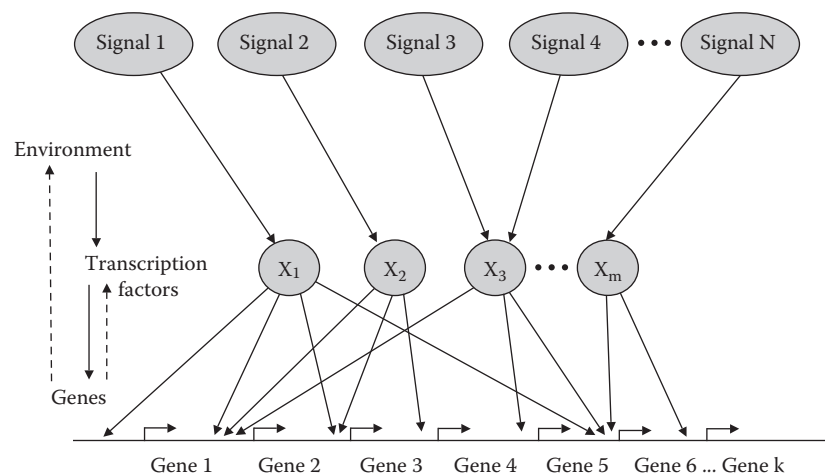 Signal 1 Signal 2 Signal 3 Signal 4 ••• Signal N
Environment
Transcription
factors
X1 X2 X3 ••• Xm
Genes
Gene 1 Gene 2 Gene 3 Gene 4 Gene 5 Gene 6 ... Gene k